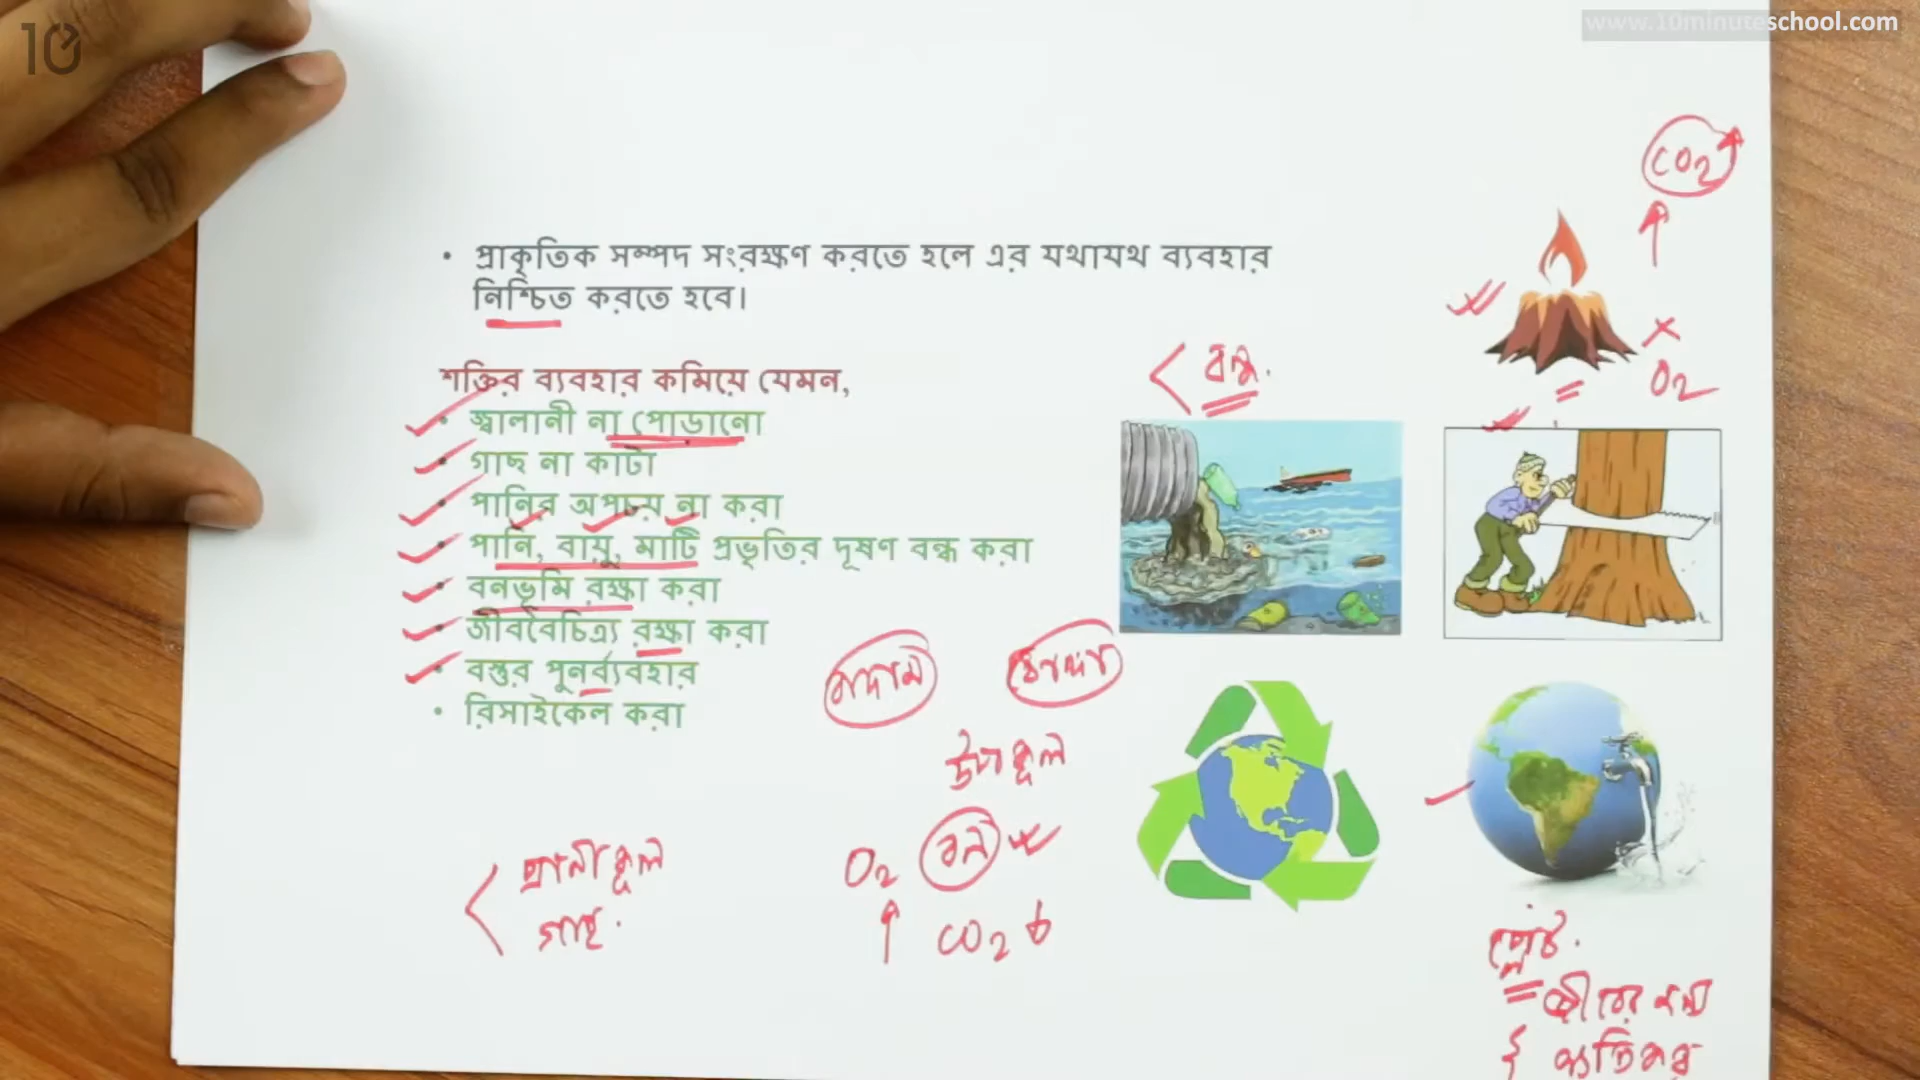 10
www.10minuteschool.com
CO2
• প্রাকৃতিক সম্পদ সংরক্ষণ করতে হলে এর যথাযথ ব্যবহার
নিশ্চিত করতে হবে।
O2
শক্তির ব্যবহার কমিয়ে যেমন,
• জ্বালানী না পোড়ানো
• গাছ না কাটা
• পানির অপচয় না করা
• পানি, বায়ু, মাটি প্রভৃতির দূষণ বন্ধ করা
• বনভূমি রক্ষা করা
• জীববৈচিত্র্য রক্ষা করা
• বস্তুর পুনর্ব্যবহার
• রিসাইকেল করা
বাদাম
উপকূল
O2 বন
প্রানীকূল
গাছ
CO2